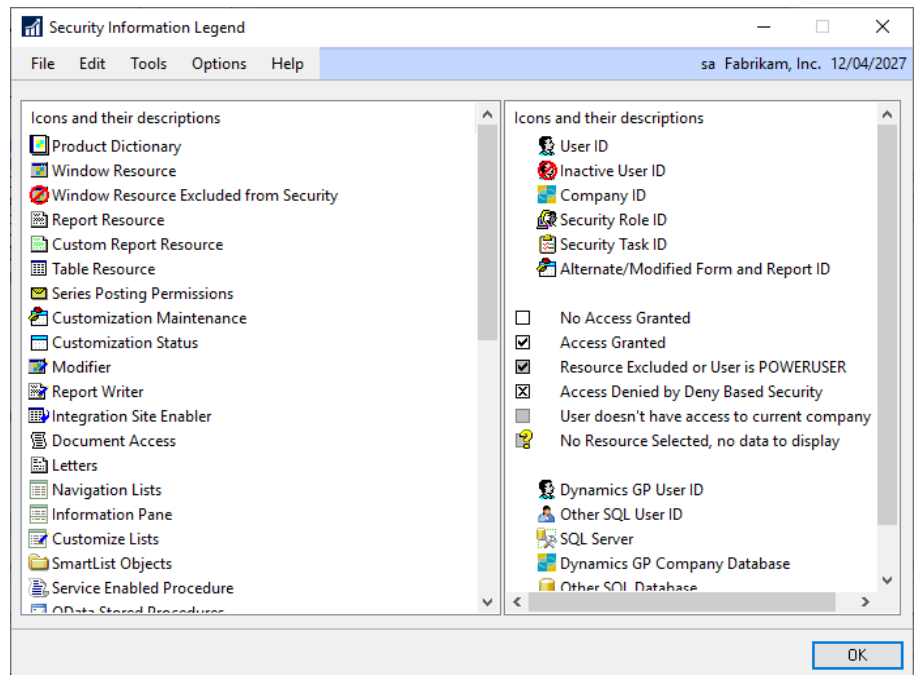 Security Information Legend
File Edit Tools Options Help
sa Fabrikam, Inc. 12/04/2027
Icons and their descriptions
Product Dictionary
Window Resource
Window Resource Excluded from Security
Report Resource
Custom Report Resource
Table Resource
Series Posting Permissions
Customization Maintenance
Customization Status
Modifier
Report Writer
Integration Site Enabler
Document Access
Letters
Navigation Lists
Information Pane
Customize Lists
SmartList Objects
Service Enabled Procedure
OData Stored Procedures
Icons and their descriptions
User ID
Inactive User ID
Company ID
Security Role ID
Security Task ID
Alternate/Modified Form and Report ID
No Access Granted
Access Granted
Resource Excluded or User is POWERUSER
Access Denied by Deny Based Security
User doesn't have access to current company
No Resource Selected, no data to display
Dynamics GP User ID
Other SQL User ID
SQL Server
Dynamics GP Company Database
Other SQL Database
OK